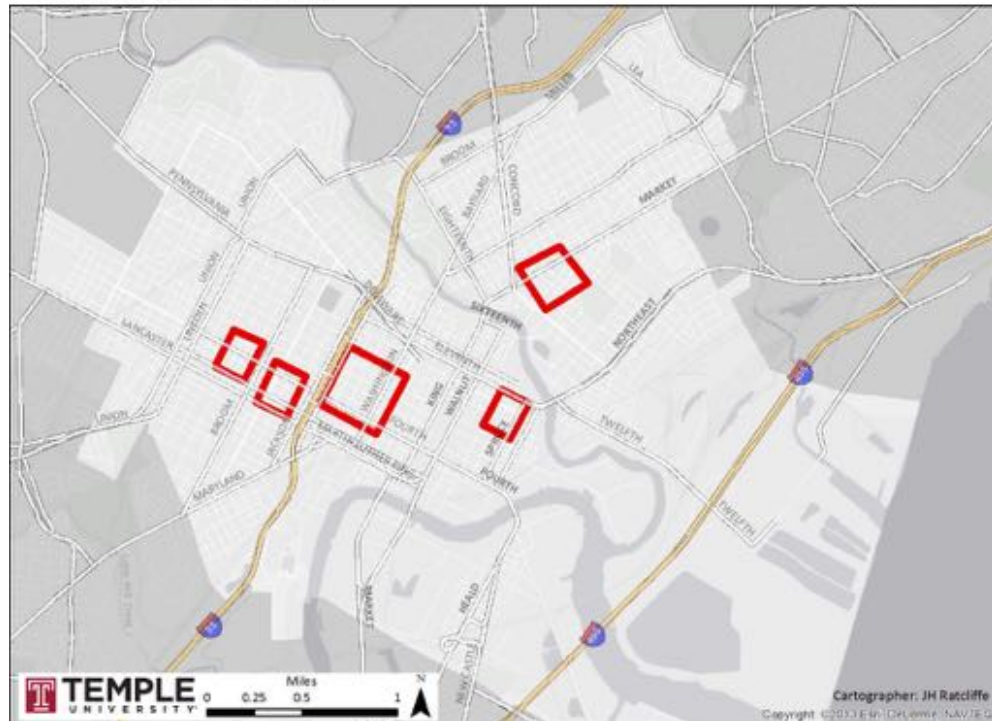 LEA
MILLER
BROOM
CONCORD
BAYNARD
MARKET
PENNSYLVANIA
UNION
EIGHTEENTH
UNION
SIXTEENTH
NORTHEAST
LINCOLN
LANCASTER
ELEVENTH
KING
WALNUT
UNION
BROOM
JACKSON
FOURTH
TWELFTH
MARTIN LUTHER KING
MARYLAND
FOURTH
TWELFTH
MARKET
HEALD
NEW CASTLE
TEMPLE
UNIVERSITY
Miles
0 0.25 0.5 1
N
Cartographer: JH Ratcliffe